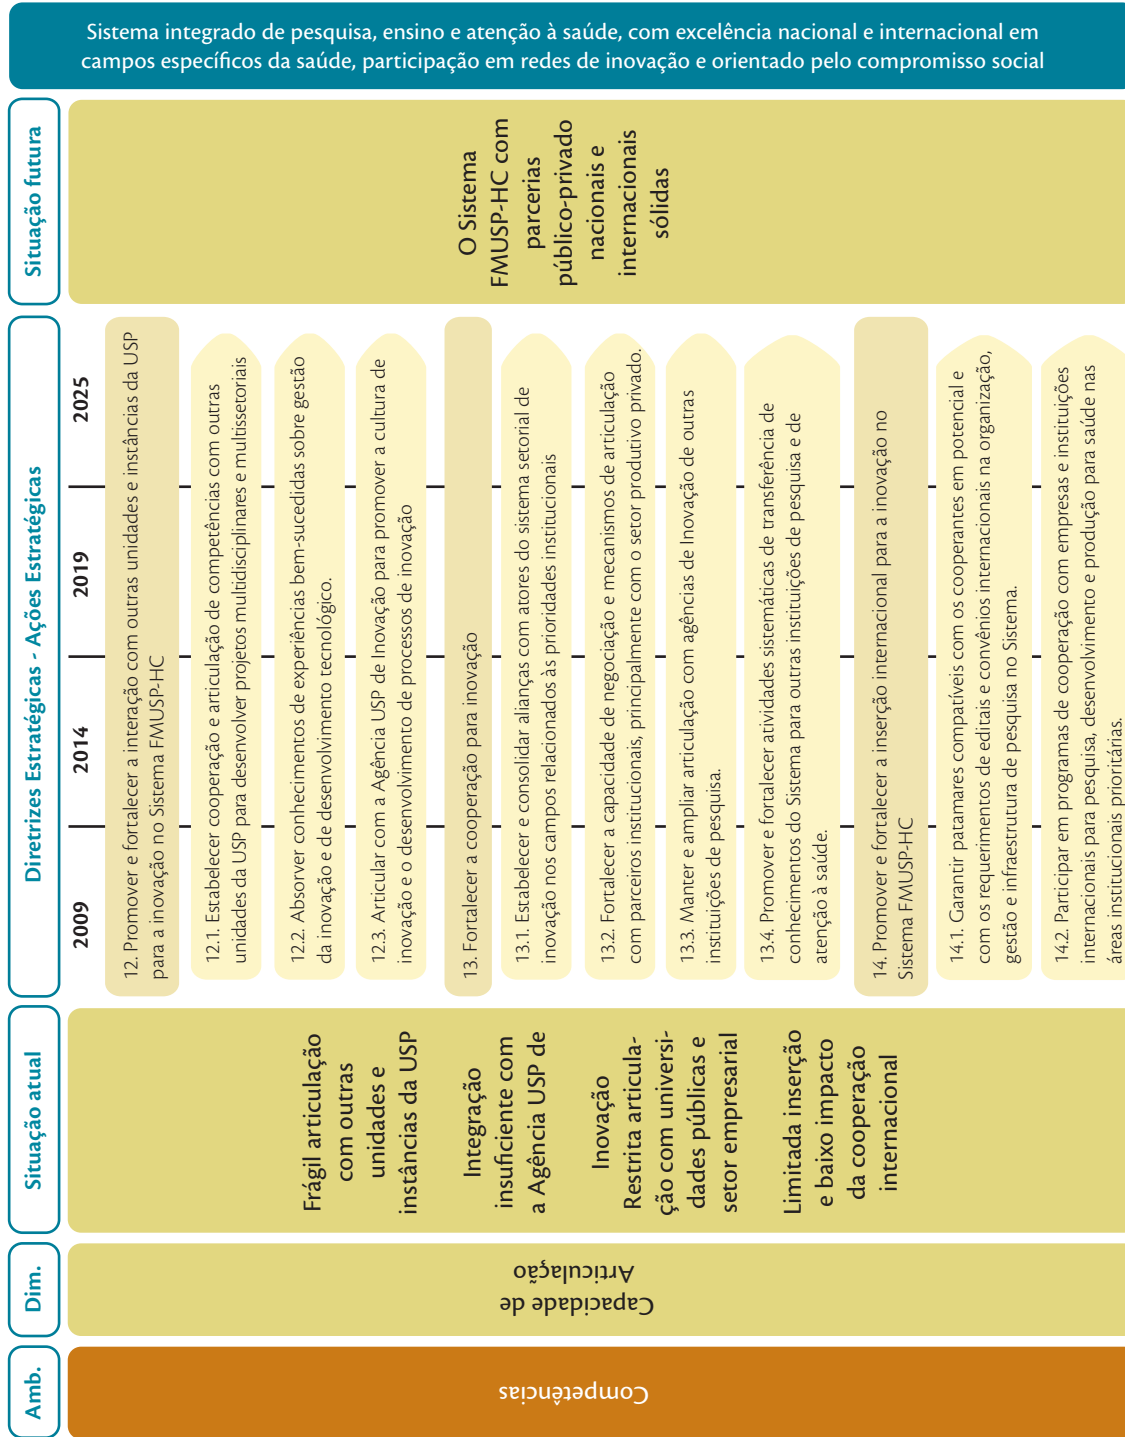 Sistema integrado de pesquisa, ensino e atenção à saúde, com excelência nacional e internacional em
campos específicos da saúde, participação em redes de inovação e orientado pelo compromisso social
Amb.
Dim.
Situação atual
Diretrizes Estratégicas - Ações Estratégicas
Situação futura
2009
2014
2019
2025
Competências
Capacidade de
Articulação
Frágil articulação
com outras
unidades e
instâncias da USP
Integração
insuficiente com
a Agência USP de
Inovação
Restrita articula-
ção com universi-
dades públicas e
setor empresarial
Limitada inserção
e baixo impacto
da cooperação
internacional
12. Promover e fortalecer a interação com outras unidades e instâncias da USP
para a inovação no Sistema FMUSP-HC
12.1. Estabelecer cooperação e articulação de competências com outras
unidades da USP para desenvolver projetos multidisciplinares e multissetoriais
12.2. Absorver conhecimentos de experiências bem-sucedidas sobre gestão
da inovação e de desenvolvimento tecnológico.
12.3. Articular com a Agência USP de Inovação para promover a cultura de
inovação e o desenvolvimento de processos de inovação
13. Fortalecer a cooperação para inovação
13.1. Estabelecer e consolidar alianças com atores do sistema setorial de
inovação nos campos relacionados às prioridades institucionais
13.2. Fortalecer a capacidade de negociação e mecanismos de articulação
com parceiros institucionais, principalmente com o setor produtivo privado.
13.3. Manter e ampliar articulação com agências de Inovação de outras
instituições de pesquisa.
13.4. Promover e fortalecer atividades sistemáticas de transferência de
conhecimentos do Sistema para outras instituições de pesquisa e de
atenção à saúde.
14. Promover e fortalecer a inserção internacional para a inovação no
Sistema FMUSP-HC
14.1. Garantir patamares compatíveis com os cooperantes em potencial e
com os requerimentos de editais e convênios internacionais na organização,
gestão e infraestrutura de pesquisa no Sistema.
14.2. Participar em programas de cooperação com empresas e instituições
internacionais para pesquisa, desenvolvimento e produção para saúde nas
áreas institucionais prioritárias.
O Sistema
FMUSP-HC com
parcerias
público-privado
nacionais e
internacionais
sólidas